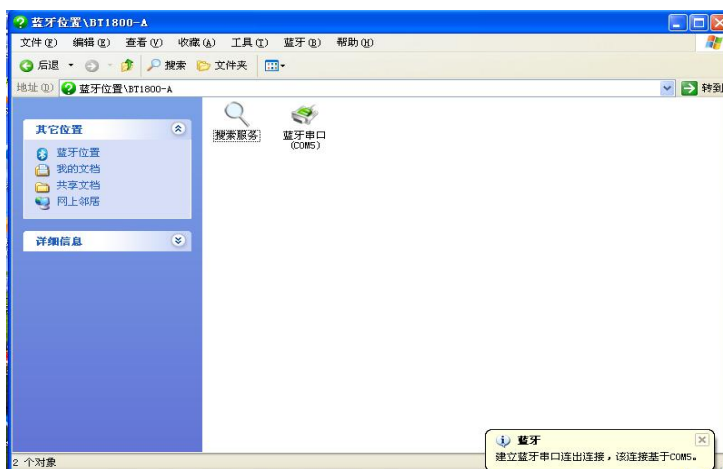 蓝牙位置\BT1800-A
文件(F) 编辑(E) 查看(V) 收藏(A) 工具(T) 蓝牙(B) 帮助(H)
后退 搜索 文件夹
地址(D) 蓝牙位置\BT1800-A 转到
其它位置
蓝牙位置
我的文档
共享文档
网上邻居
详细信息
搜索服务
蓝牙串口
(COM5)
蓝牙
建立蓝牙串口连出连接，该连接基于COM5。
2 个对象